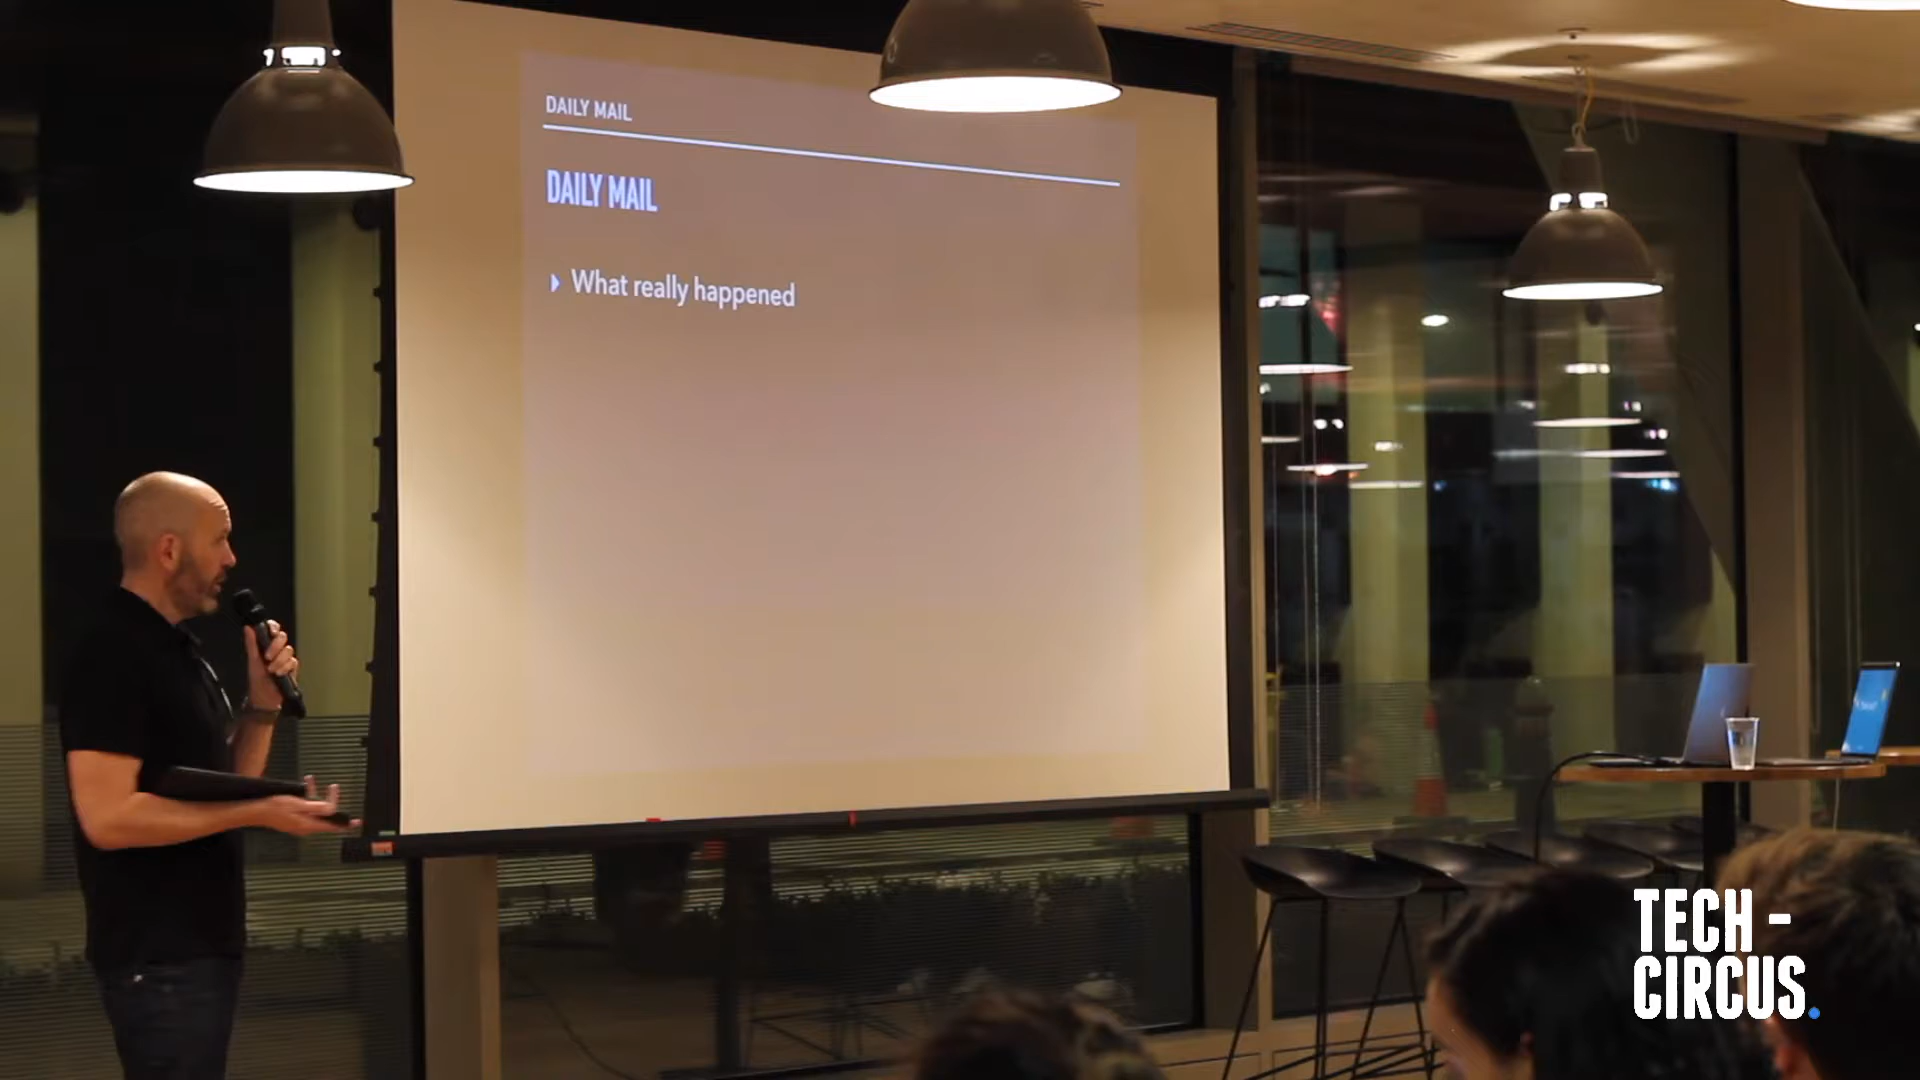 DAILY MAIL
DAILY MAIL
What really happened
TECH-
CIRCUS.